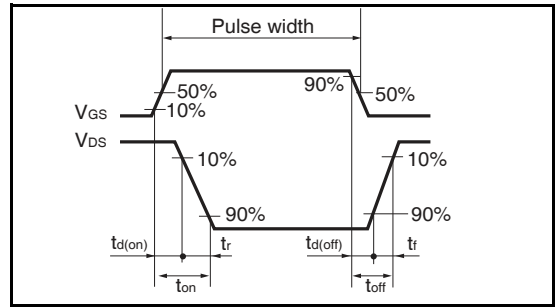 Pulse width
50%
10%
90%
50%
VGS
VDS
10%
10%
90%
90%
td(on)
tr
td(off)
tf
ton
toff